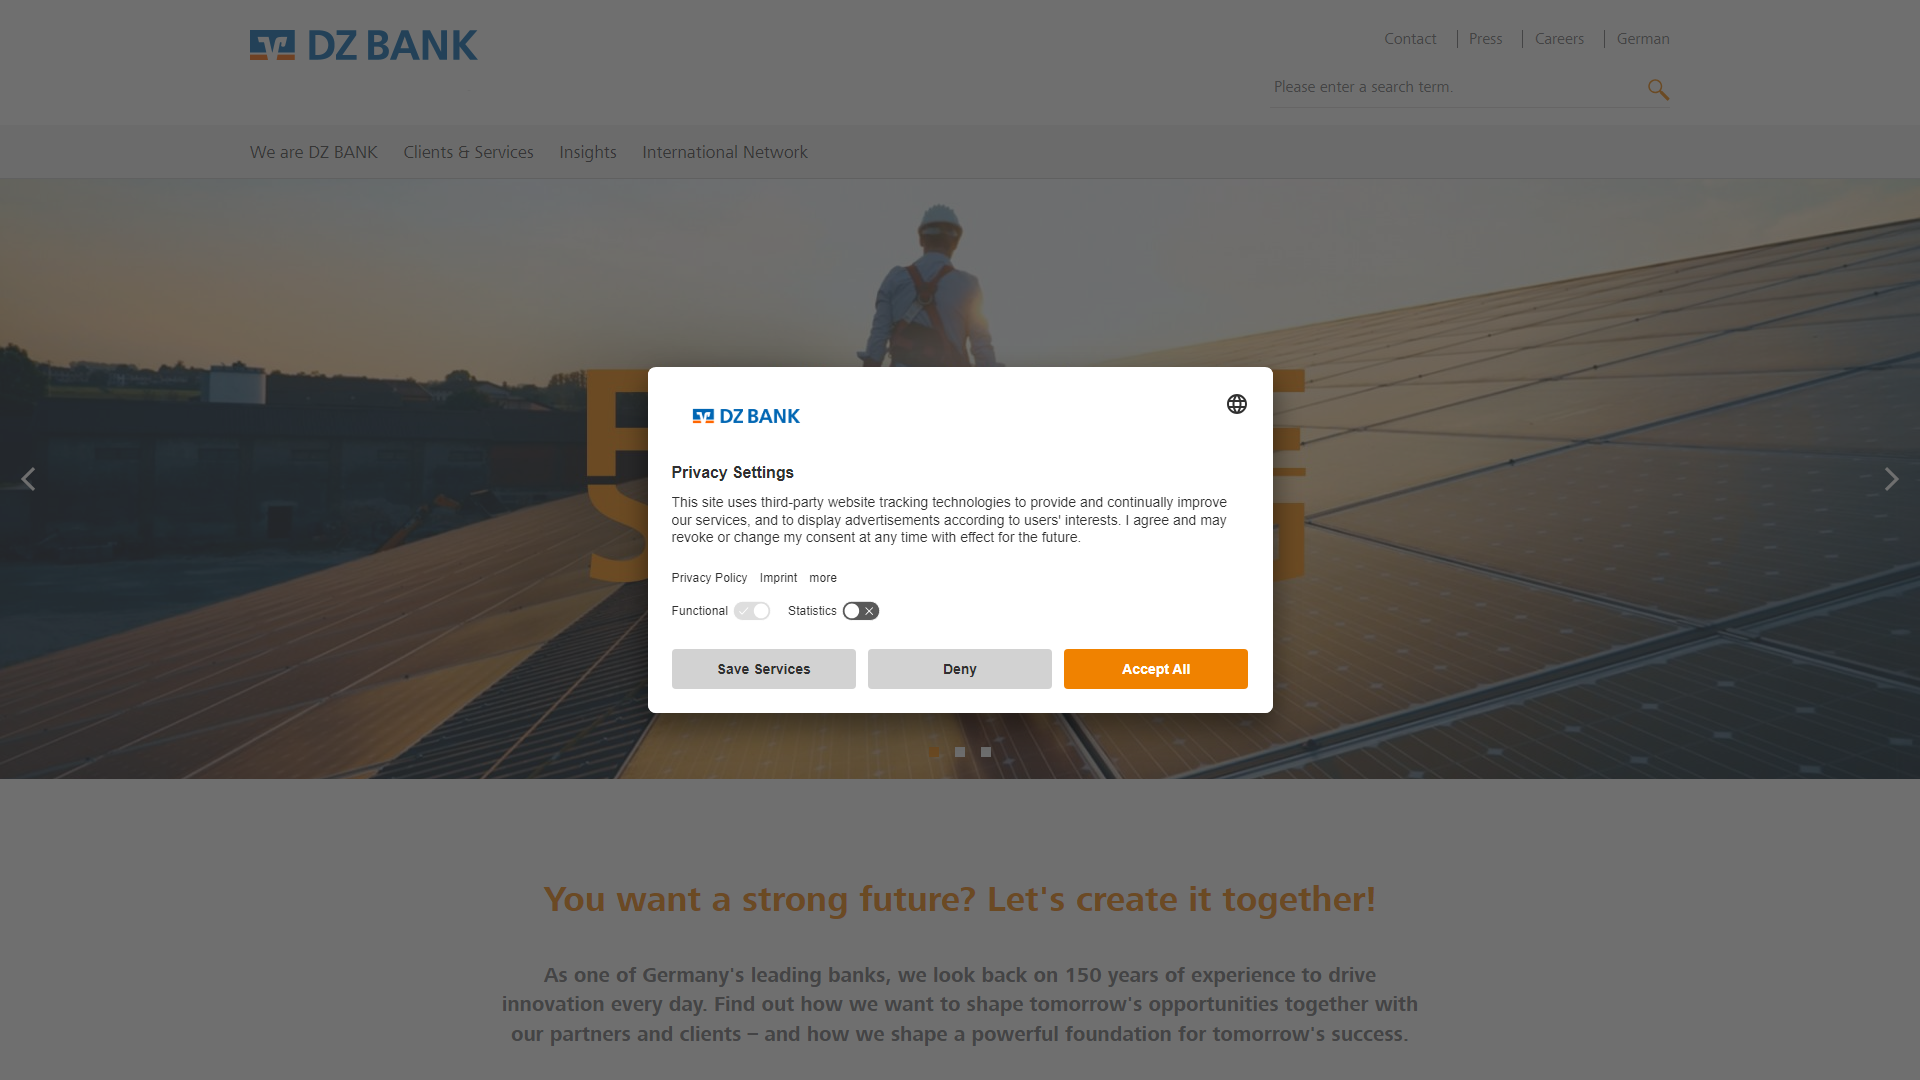 DZ BANK
Contact
Press
Careers
German
Please enter a search term.
We are DZ BANK
Clients & Services
Insights
International Network
DZ BANK
Privacy Settings
This site uses third-party website tracking technologies to provide and continually improve
our services, and to display advertisements according to users' interests. I agree and may
revoke or change my consent at any time with effect for the future.
Privacy Policy
Imprint
more
Functional
Statistics
Save Services
Deny
Accept All
You want a strong future? Let's create it together!
As one of Germany's leading banks, we look back on 150 years of experience to drive
innovation every day. Find out how we want to shape tomorrow's opportunities together with
our partners and clients – and how we shape a powerful foundation for tomorrow's success.